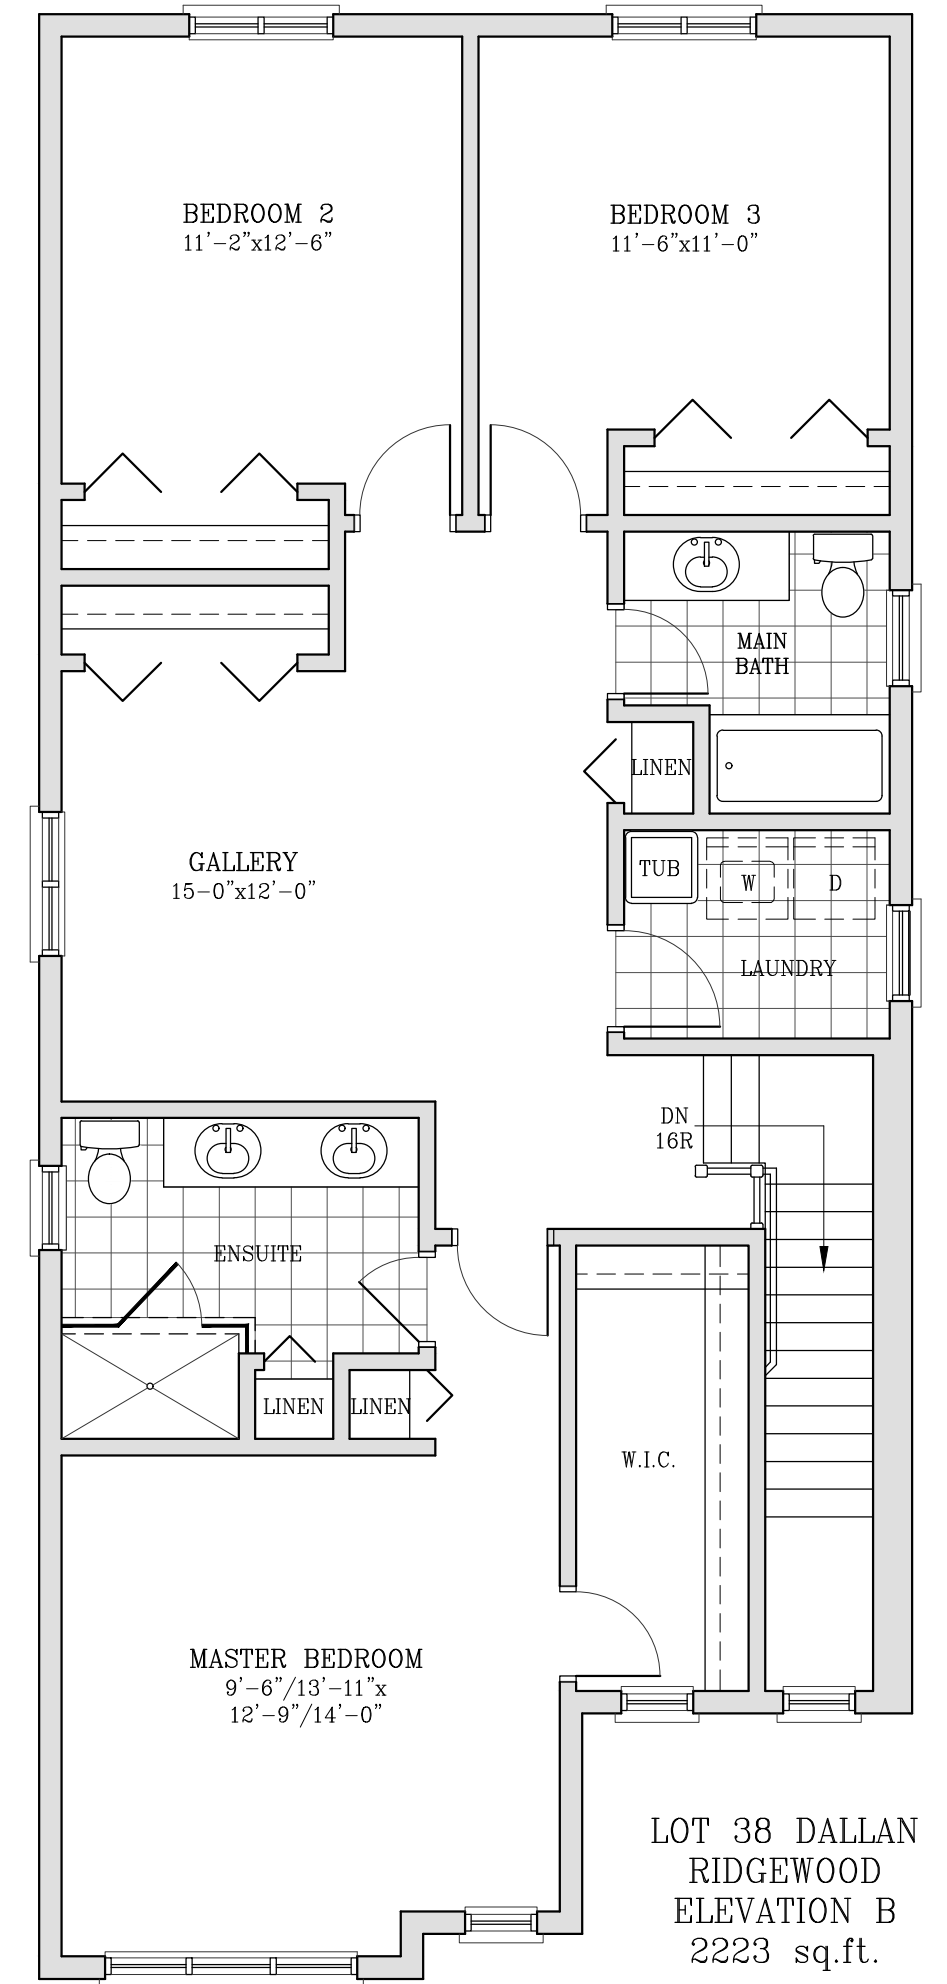 BEDROOM 2
11'-2"x12'-6"
BEDROOM 3
11'-6"x11'-0"
MAIN
BATH
LINEN
GALLERY
15-0"x12'-0"
TUB
W
D
LAUNDRY
DN
16R
ENSUITE
LINEN
LINEN
W.I.C.
MASTER BEDROOM
9'-6"/13'-11"x
12'-9"/14'-0"
LOT 38 DALLAN
RIDGEWOOD
ELEVATION B
2223 sq.ft.